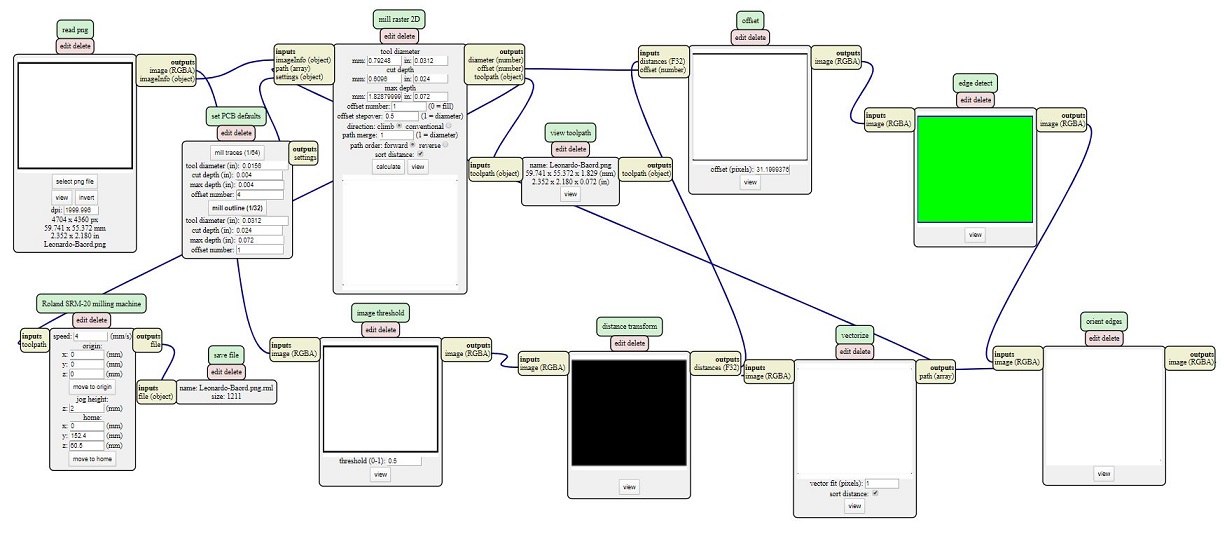 read png
edit delete
outputs
image (RGBA)
imageInfo (object)
select png file
view invert
dpi: 1999.996
4704 x 4360 px
59.741 x 55.372 mm
2.352 x 2.180 in
Leonardo-Baord.png
set PCB defaults
edit delete
outputs
settings
mill traces (1/64)
tool diameter (in): 0.0156
cut depth (in): 0.004
max depth (in): 0.004
offset number: 4
mill outline (1/32)
tool diameter (in): 0.0312
cut depth (in): 0.024
max depth (in): 0.072
offset number: 1
mill raster 2D
edit delete
inputs
imageInfo (object)
path (array)
settings (object)
tool diameter
mm: 0.79248 in: 0.0312
cut depth
mm: 0.6096 in: 0.024
max depth
mm: 1.82879999 in: 0.072
offset number: 1 (0 = fill)
offset stepover: 0.5 (1 = diameter)
direction: climb conventional
path merge: 1 (1 = diameter)
path order: forward reverse
sort distance:
calculate view
outputs
diameter (number)
offset (number)
toolpath (object)
view toolpath
edit delete
inputs
toolpath (object)
name: Leonardo-Baord.png
59.741 x 55.372 x 1.829 (mm)
2.352 x 2.180 x 0.072 (in)
view
outputs
toolpath (object)
offset
edit delete
inputs
distances (F32)
offset (number)
outputs
image (RGBA)
offset (pixels): 31.1999376
view
edge detect
edit delete
inputs
image (RGBA)
outputs
image (RGBA)
view
Roland SRM-20 milling machine
edit delete
inputs
toolpath
speed: 4 (mm/s)
origin:
x: 0 (mm)
y: 0 (mm)
z: 0 (mm)
move to origin
jog height:
z: 2 (mm)
home:
x: 0 (mm)
y: 152.4 (mm)
z: 60.5 (mm)
move to home
outputs
file
save file
edit delete
inputs
file (object)
name: Leonardo-Baord.png.rml
size: 1211
image threshold
edit delete
inputs
image (RGBA)
outputs
image (RGBA)
threshold (0-1): 0.5
view
distance transform
edit delete
inputs
image (RGBA)
outputs
distances (F32)
view
vectorize
edit delete
inputs
image (RGBA)
outputs
path (array)
vector fit (pixels): 1
sort distance:
view
orient edges
edit delete
inputs
image (RGBA)
outputs
image (RGBA)
view